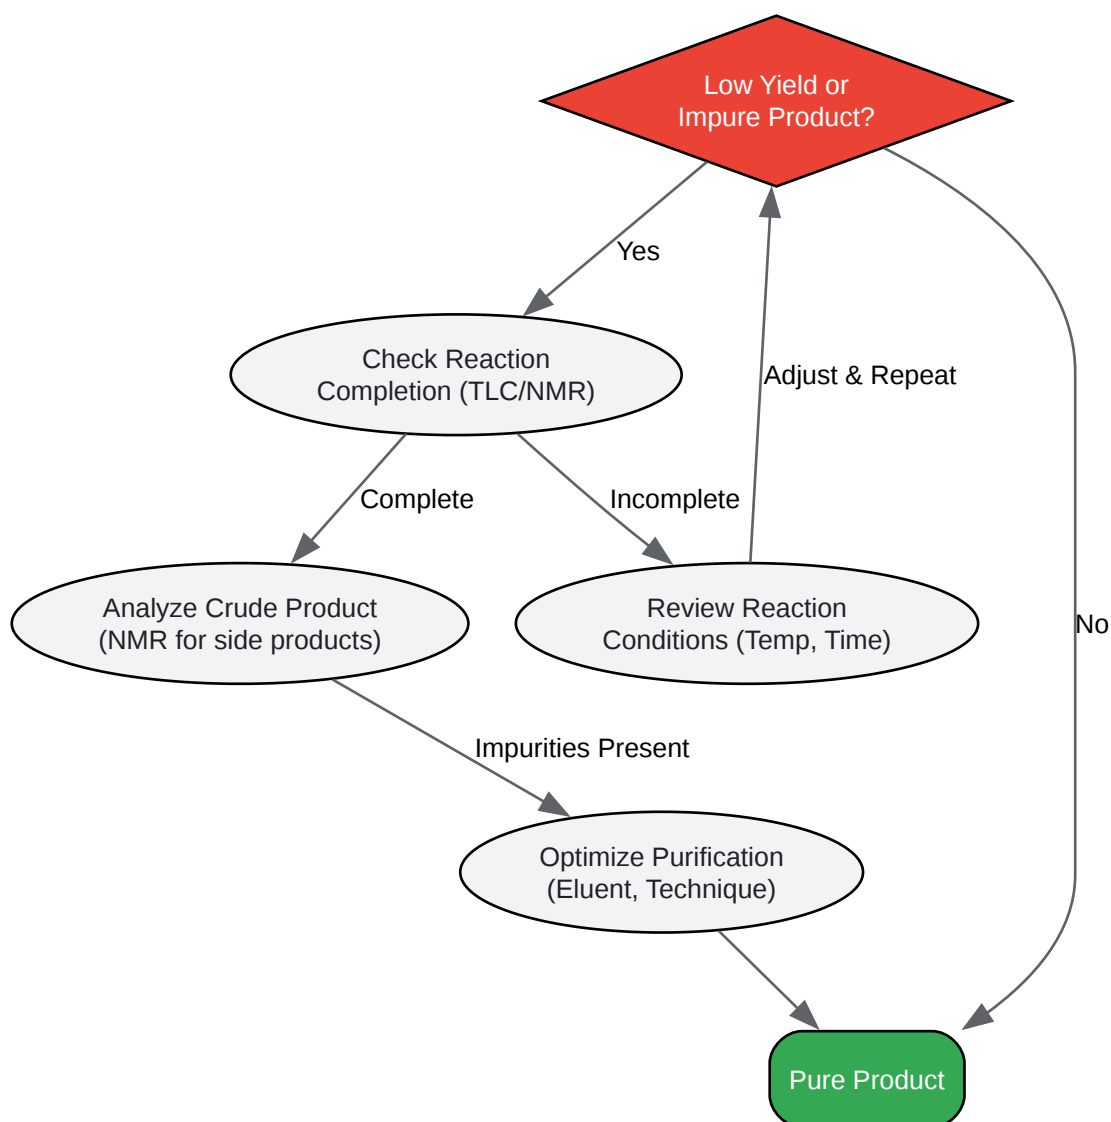 Low Yield or
Impure Product?
Yes
Check Reaction
Completion (TLC/NMR)
Adjust & Repeat
Complete
Incomplete
Analyze Crude Product
(NMR for side products)
Review Reaction
Conditions (Temp, Time)
No
Impurities Present
Optimize Purification
(Eluent, Technique)
Pure Product